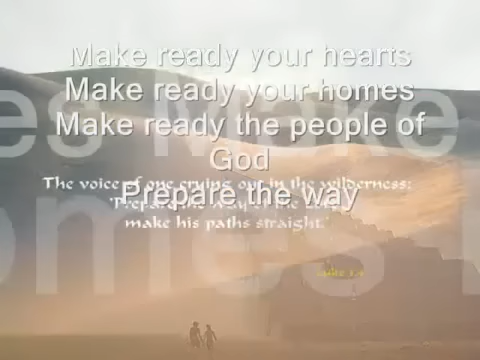 Make ready your hearts
Make ready your homes
Make ready the people of
God
The voice of one crying out in the wilderness:
Prepare the way
make his paths straight."